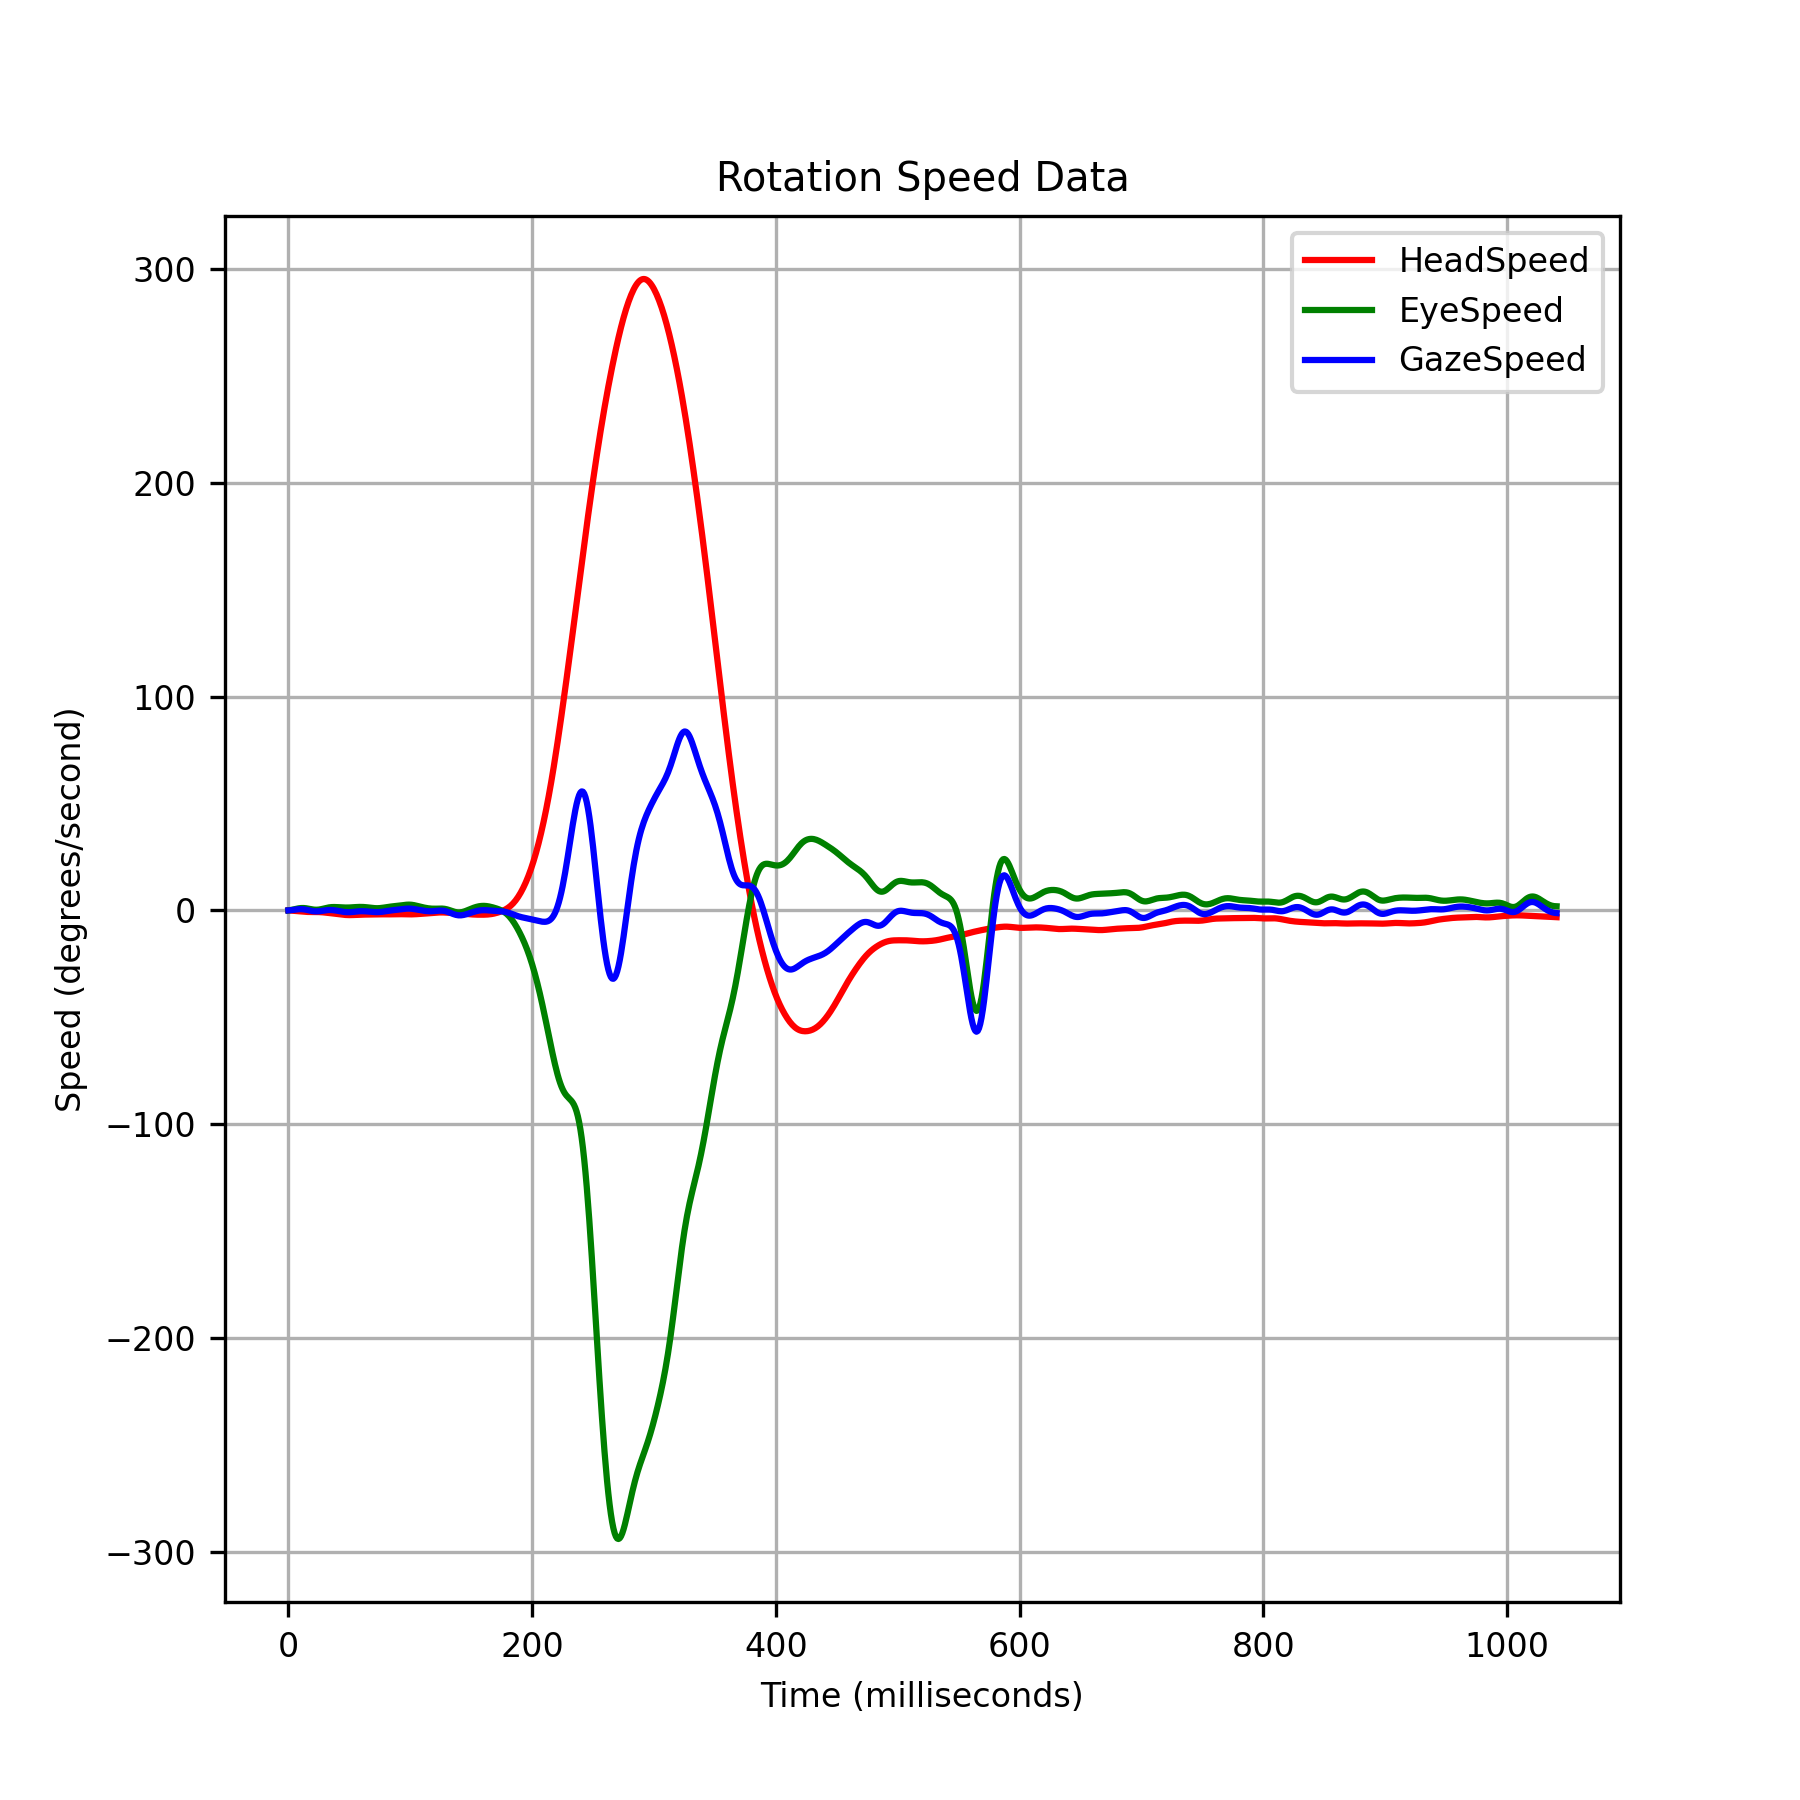 Rotation Speed Data
HeadSpeed
EyeSpeed
GazeSpeed
Speed (degrees/second)
300
200
100
0
−100
−200
−300
0 200 400 600 800 1000
Time (milliseconds)